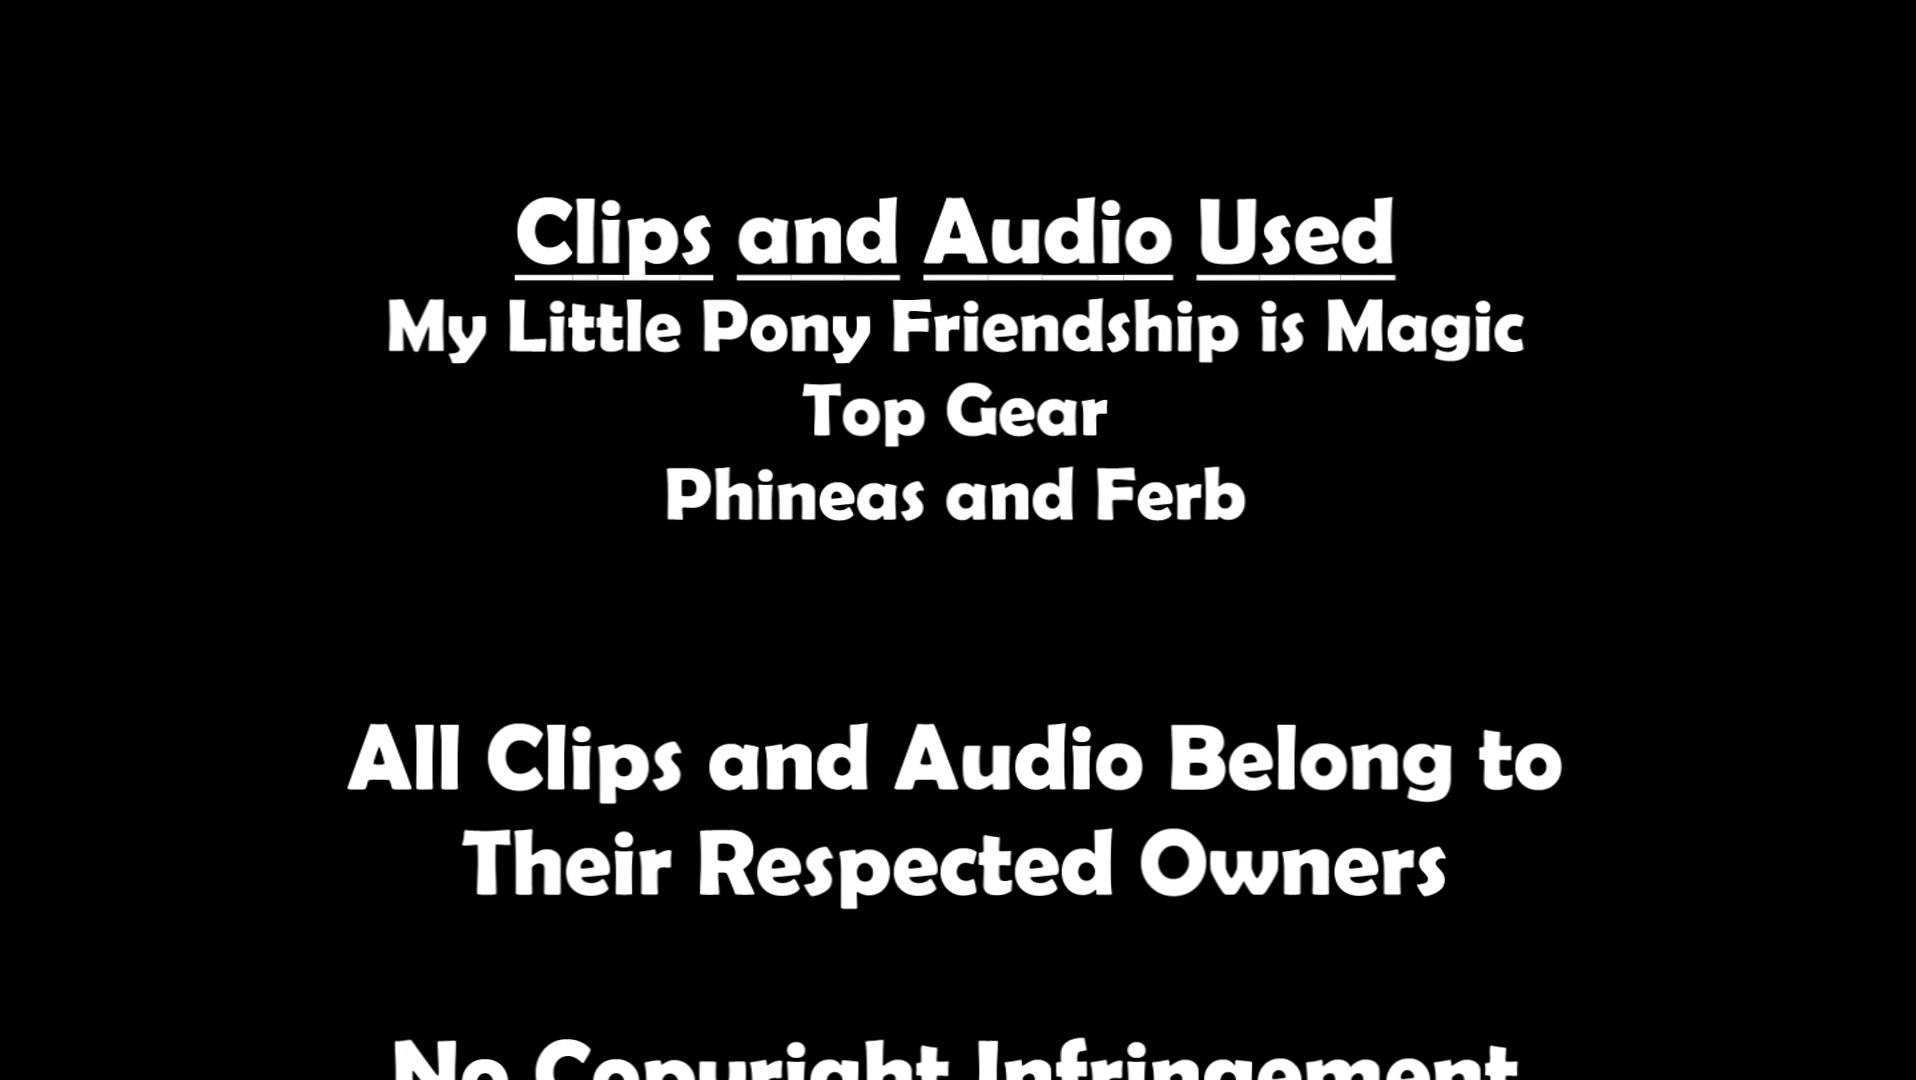 Clips and Audio Used
My Little Pony Friendship is Magic
Top Gear
Phineas and Ferb
All Clips and Audio Belong to
Their Respected Owners
No Copyright Infringement